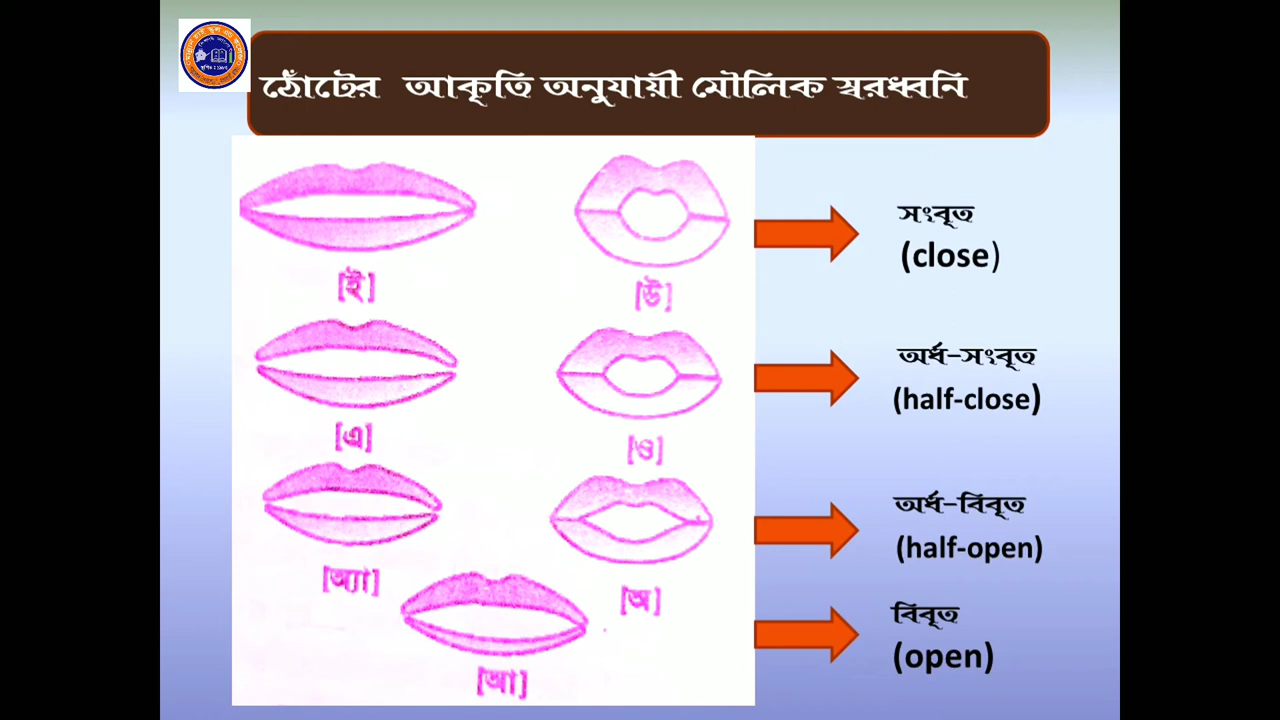 ঠোঁটের আকৃতি অনুযায়ী মৌলিক স্বরধ্বনি
[ই] [উ]
সংবৃত
(close)
[এ] [ও]
অর্ধ-সংবৃত
(half-close)
[অ্যা] [অ]
অর্ধ-বিবৃত
(half-open)
[আ]
বিবৃত
(open)